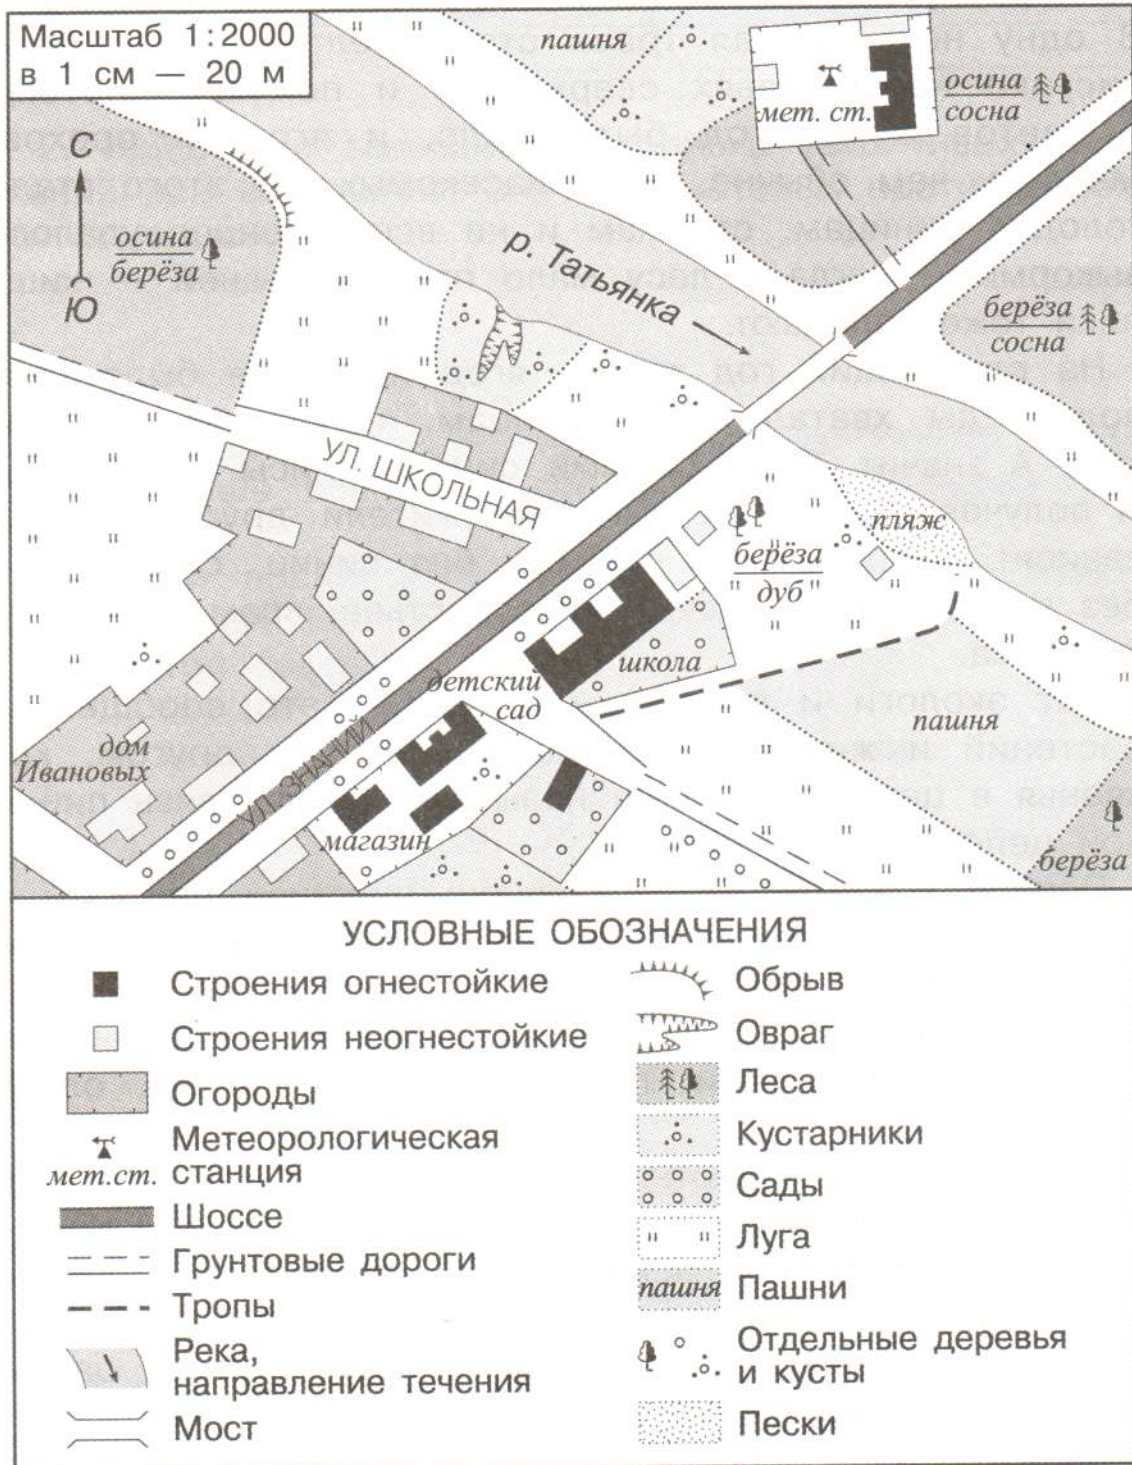 Масштаб 1:2000
в 1 см — 20 м
пашня
мет. ст.
осина
сосна
С
Ю
осина
берёза
р. Татьянка
берёза
сосна
УЛ. ШКОЛЬНАЯ
пляж
берёза
дуб
школа
детский
сад
пашня
дом
Ивановых
УЛ. ЗНАНИЙ
магазин
берёза
УСЛОВНЫЕ ОБОЗНАЧЕНИЯ
Строения огнестойкие
Строения неогнестойкие
Огороды
Метеорологическая
станция
мет.ст.
Шоссе
Грунтовые дороги
Тропы
Река,
направление течения
Мост
Обрыв
Овраг
Леса
Кустарники
Сады
Луга
пашня
Пашни
Отдельные деревья
и кусты
Пески